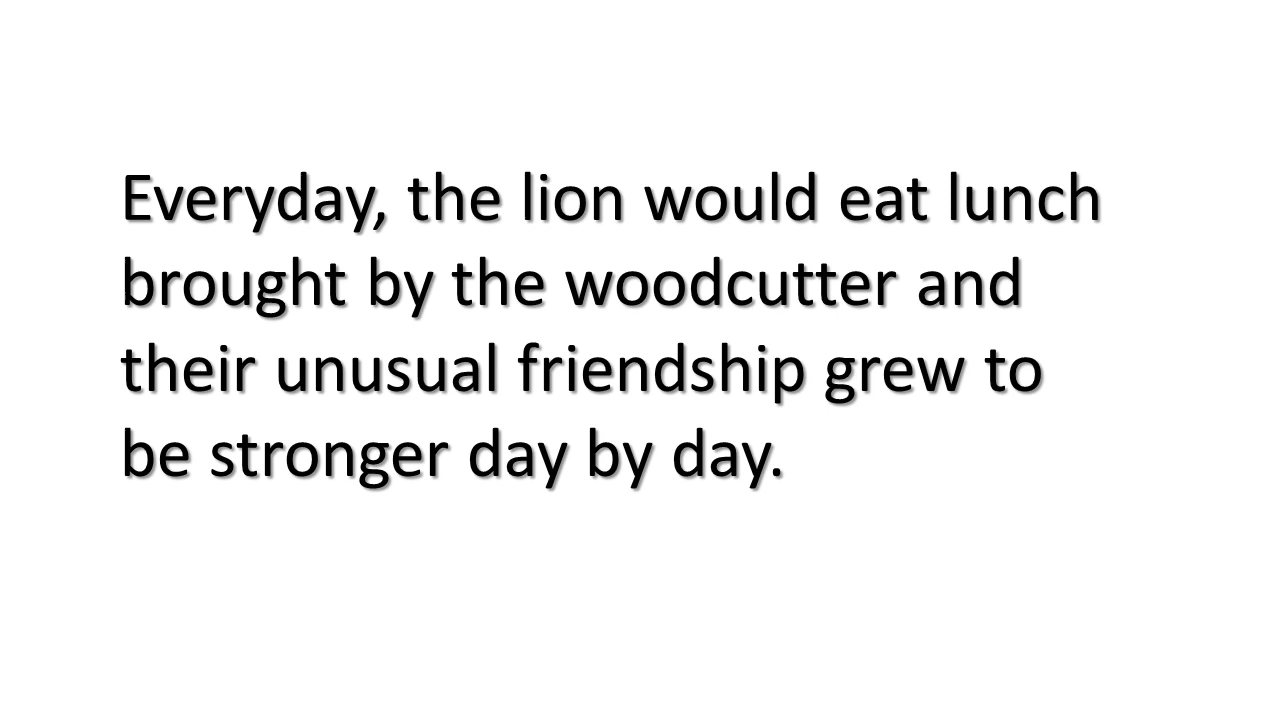 Everyday, the lion would eat lunch
brought by the woodcutter and
their unusual friendship grew to
be stronger day by day.